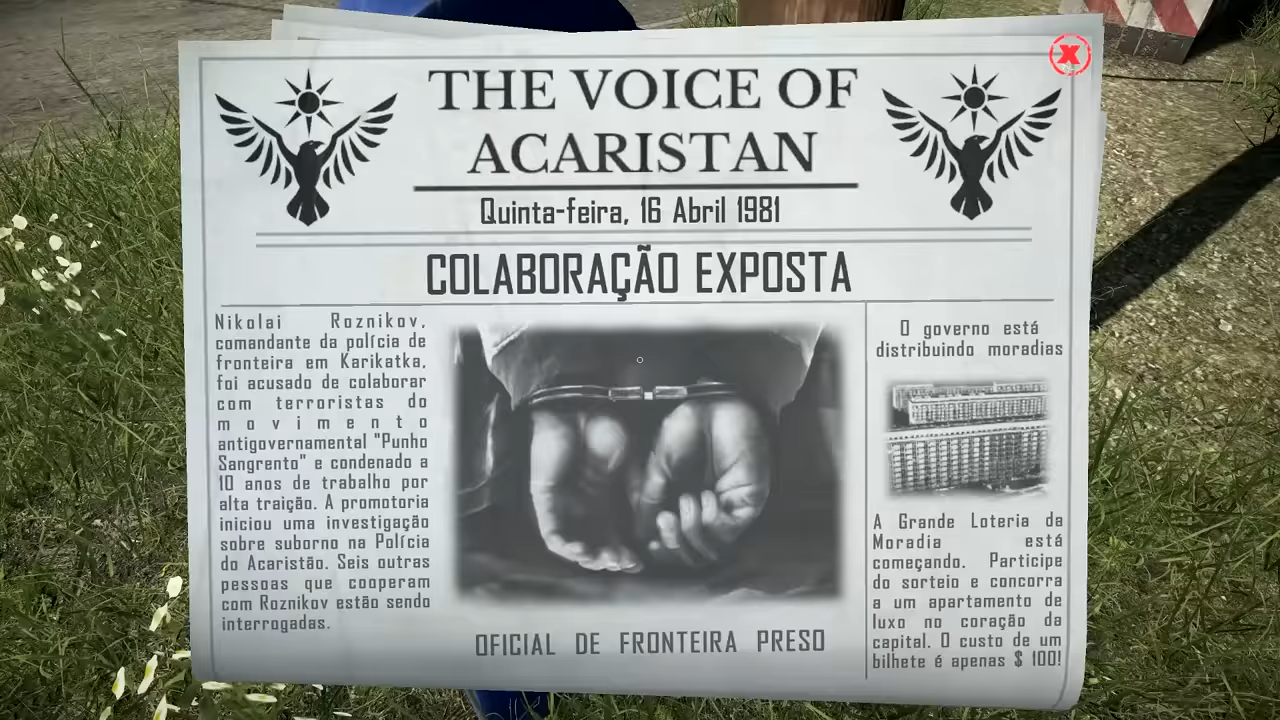 THE VOICE OF
ACARISTAN
Quinta-feira, 16 Abril 1981
COLABORAÇÃO EXPOSTA
Nikolai Roznikov,
comandante da polícia de
fronteira em Karikatka,
foi acusado de colaborar
com terroristas do
movimento
antigovernamental "Punho
Sangrento" e condenado a
10 anos de trabalho por
alta traição. A promotoria
iniciou uma investigação
sobre suborno na Polícia
do Acaristão. Seis outras
pessoas que cooperam
com Roznikov estão sendo
interrogadas.
OFICIAL DE FRONTEIRA PRESO
O governo está
distribuindo moradias
A Grande Loteria da
Moradia está
começando. Participe
do sorteio e concorra
a um apartamento de
luxo no coração da
capital. O custo de um
bilhete é apenas $ 100!
X